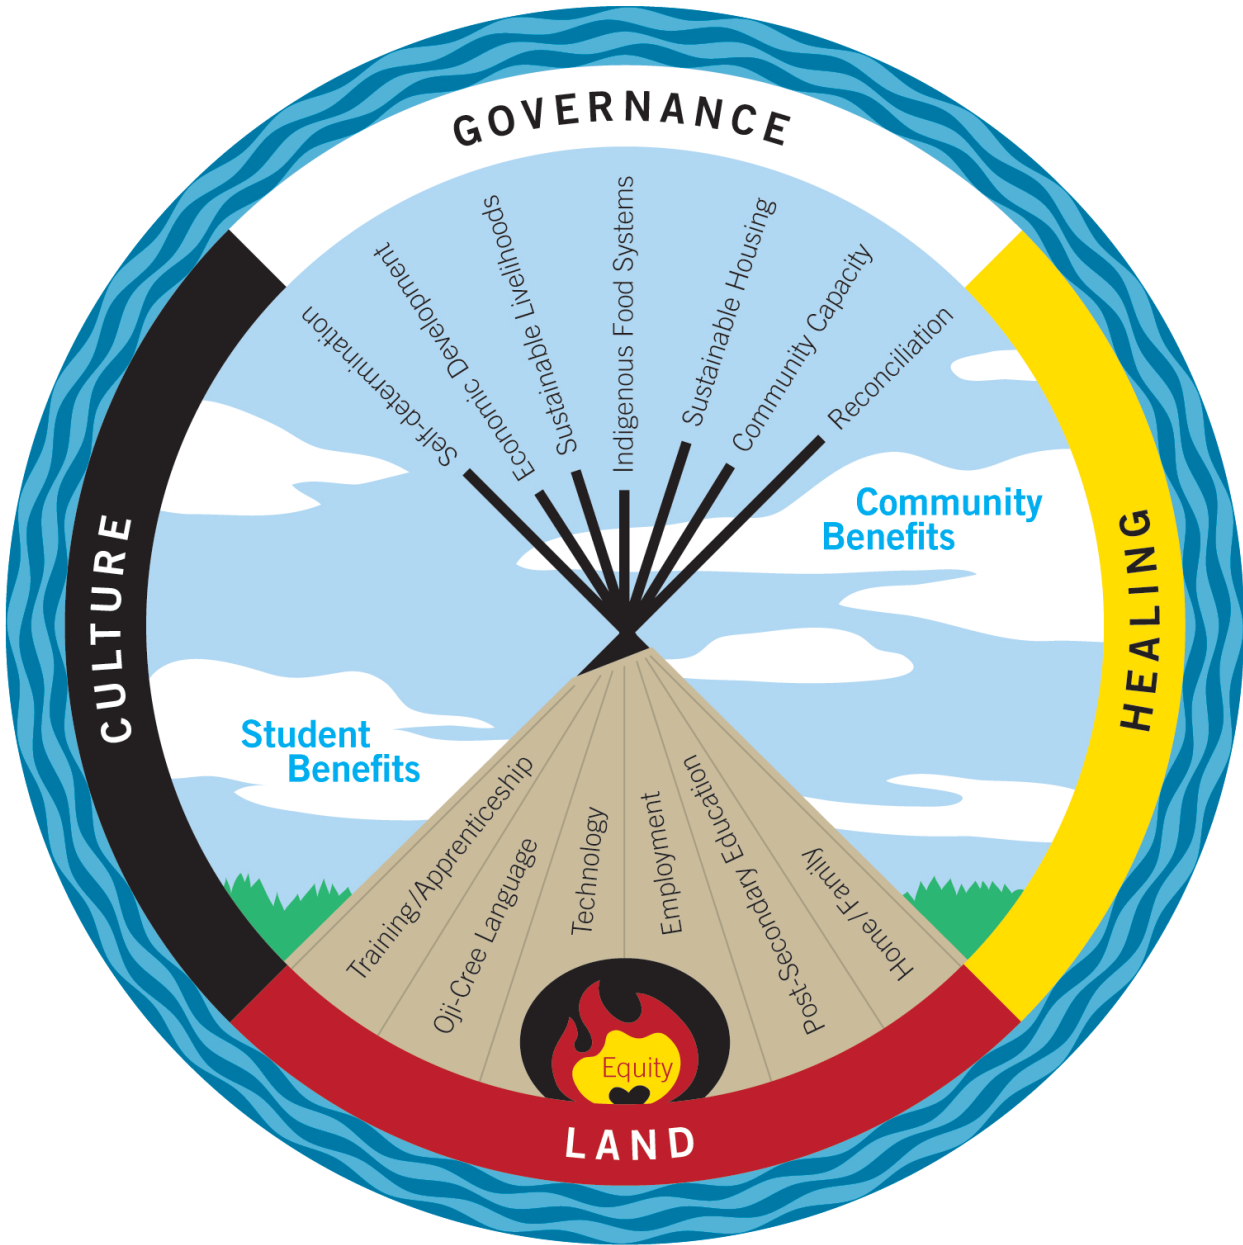 GOVERNANCE
Self-determination
Economic Development
Sustainable Livelihoods
Indigenous Food Systems
Sustainable Housing
Community Capacity
Reconciliation
CULTURE
HEALING
Community
Benefits
Student
Benefits
Training/Apprenticeship
Oji-Cree Language
Technology
Employment
Post-Secondary Education
Home/Family
Equity
LAND